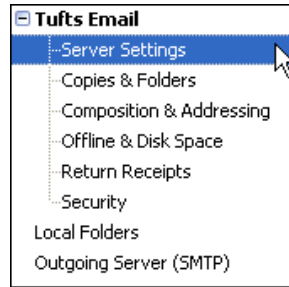 Tufts Email
Server Settings
Copies & Folders
Composition & Addressing
Offline & Disk Space
Return Receipts
Security
Local Folders
Outgoing Server (SMTP)